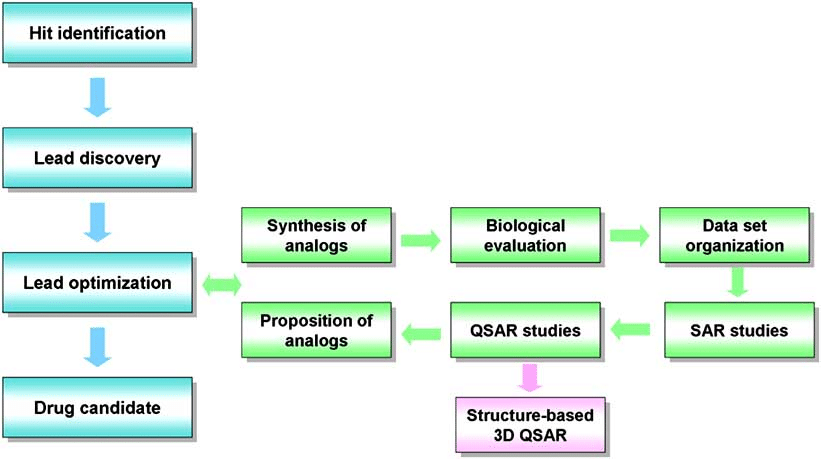 Hit identification
Lead discovery
Lead optimization
Drug candidate
Synthesis of
analogs
Biological
evaluation
Data set
organization
SAR studies
QSAR studies
Proposition of
analogs
Structure-based
3D QSAR